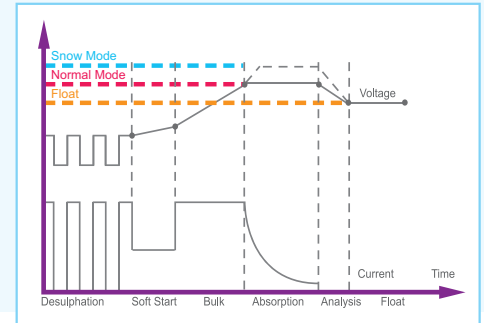 Snow Mode
Normal Mode
Float
Voltage
Current Time
Desulphation Soft Start Bulk Absorption Analysis Float